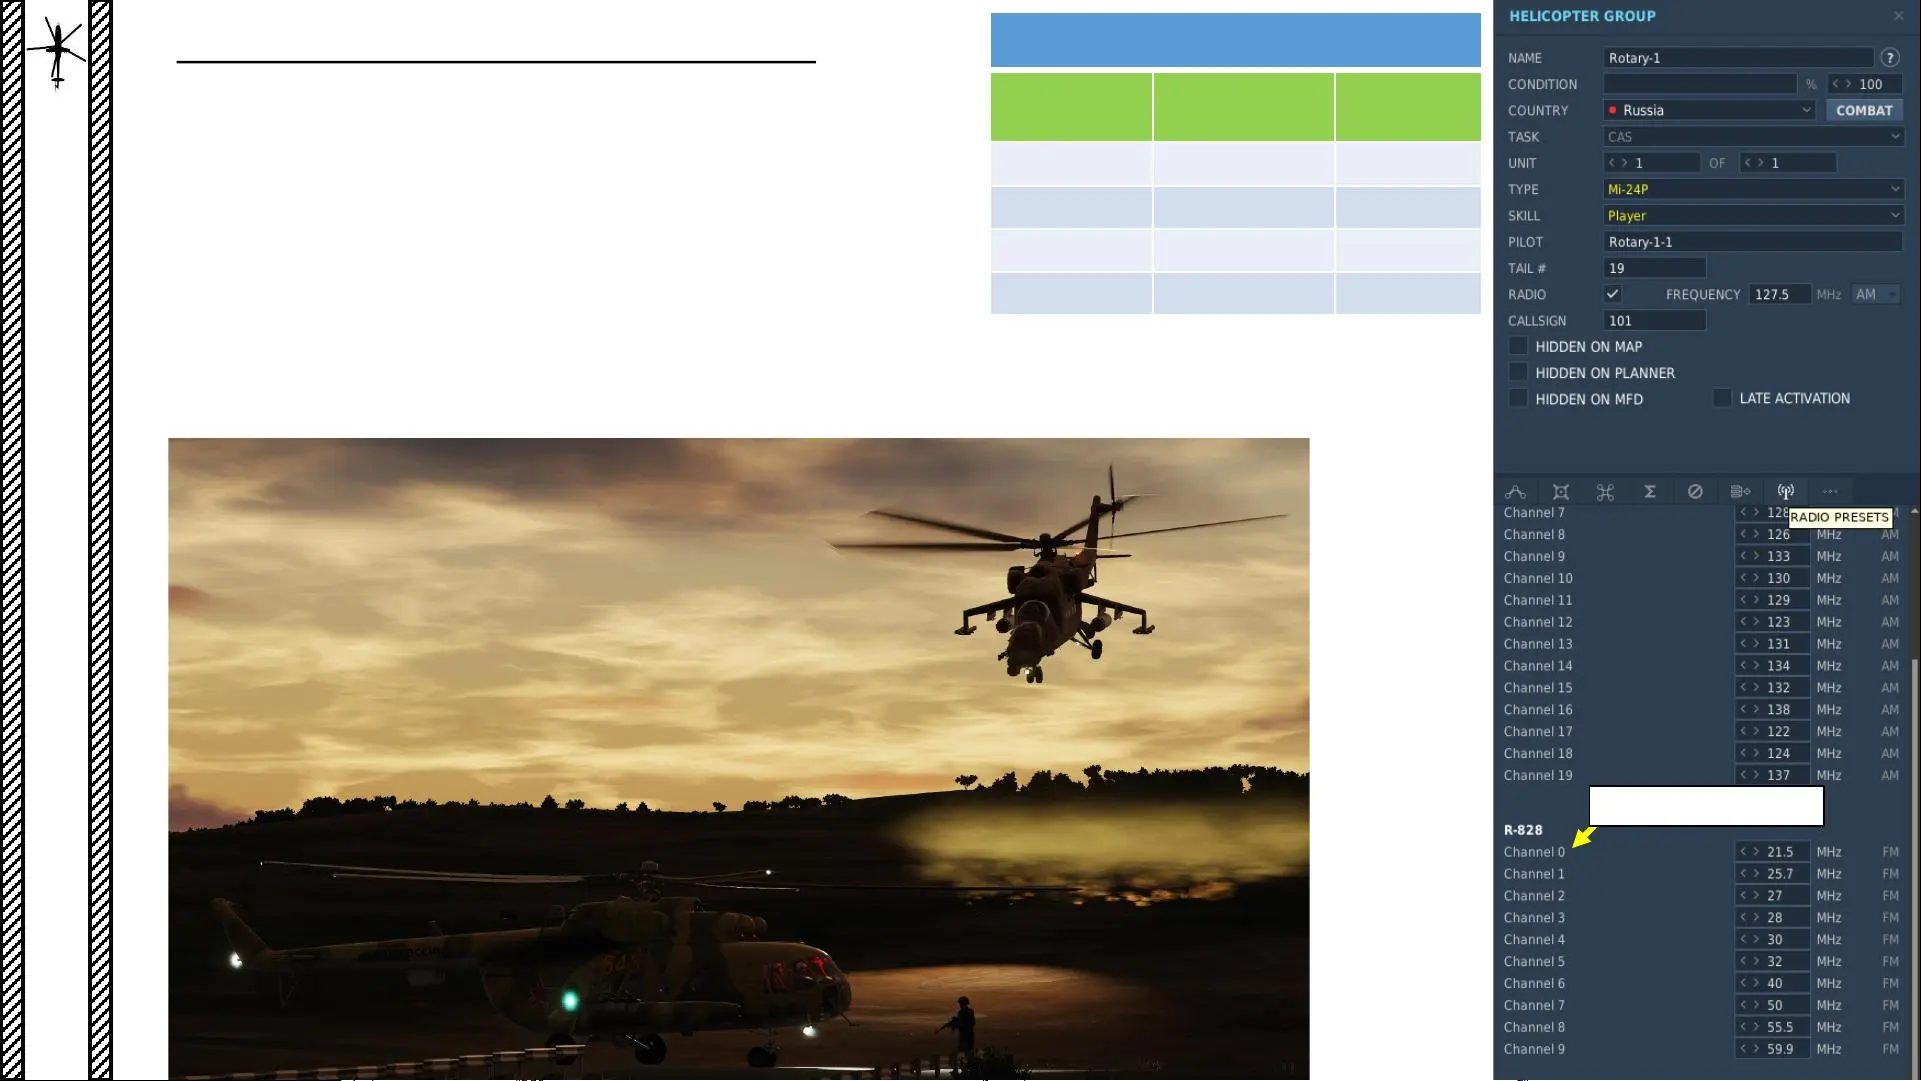 HELICOPTER GROUP
NAME Rotary-1 ?
CONDITION % < > 100
COUNTRY Russia COMBAT
TASK CAS
UNIT < > 1 OF < > 1
TYPE Mi-24P
SKILL Player
PILOT Rotary-1-1
TAIL # 19
RADIO FREQUENCY 127.5 MHz AM
CALLSIGN 101
HIDDEN ON MAP
HIDDEN ON PLANNER
HIDDEN ON MFD LATE ACTIVATION
RADIO PRESETS
Channel 7 < > 128
Channel 8 < > 126 MHz AM
Channel 9 < > 133 MHz AM
Channel 10 < > 130 MHz AM
Channel 11 < > 129 MHz AM
Channel 12 < > 123 MHz AM
Channel 13 < > 131 MHz AM
Channel 14 < > 134 MHz AM
Channel 15 < > 132 MHz AM
Channel 16 < > 138 MHz AM
Channel 17 < > 122 MHz AM
Channel 18 < > 124 MHz AM
Channel 19 < > 137 MHz AM
R-828
Channel 0 < > 21.5 MHz FM
Channel 1 < > 25.7 MHz FM
Channel 2 < > 27 MHz FM
Channel 3 < > 28 MHz FM
Channel 4 < > 30 MHz FM
Channel 5 < > 32 MHz FM
Channel 6 < > 40 MHz FM
Channel 7 < > 50 MHz FM
Channel 8 < > 55.5 MHz FM
Channel 9 < > 59.9 MHz FM